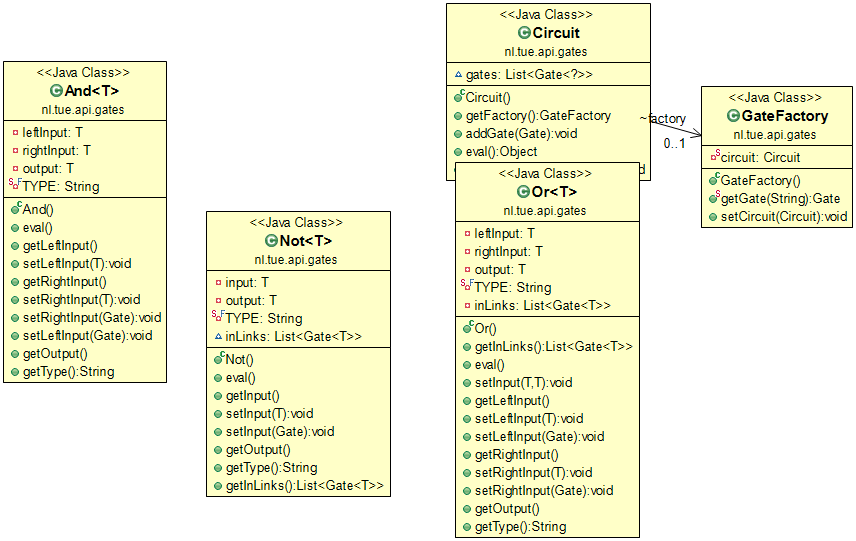 <<Java Class>>
And<T>
nl.tue.api.gates
leftInput: T
rightInput: T
output: T
TYPE: String
And()
eval()
getLeftInput()
setLeftInput(T):void
getRightInput()
setRightInput(T):void
setRightInput(Gate):void
setLeftInput(Gate):void
getOutput()
getType():String
<<Java Class>>
Not<T>
nl.tue.api.gates
input: T
output: T
TYPE: String
inLinks: List<Gate<T>>
Not()
eval()
getInput()
setInput(T):void
setInput(Gate):void
getOutput()
getType():String
getInLinks():List<Gate<T>>
<<Java Class>>
Circuit
nl.tue.api.gates
gates: List<Gate<?>>
Circuit()
getFactory():GateFactory
addGate(Gate):void
eval():Object
<<Java Class>>
Or<T>
nl.tue.api.gates
leftInput: T
rightInput: T
output: T
TYPE: String
inLinks: List<Gate<T>>
Or()
getInLinks():List<Gate<T>>
eval()
setInput(T,T):void
getLeftInput()
setLeftInput(T):void
setLeftInput(Gate):void
getRightInput()
setRightInput(T):void
setRightInput(Gate):void
getOutput()
getType():String
~factory
0..1
<<Java Class>>
GateFactory
nl.tue.api.gates
circuit: Circuit
GateFactory()
getGate(String):Gate
setCircuit(Circuit):void